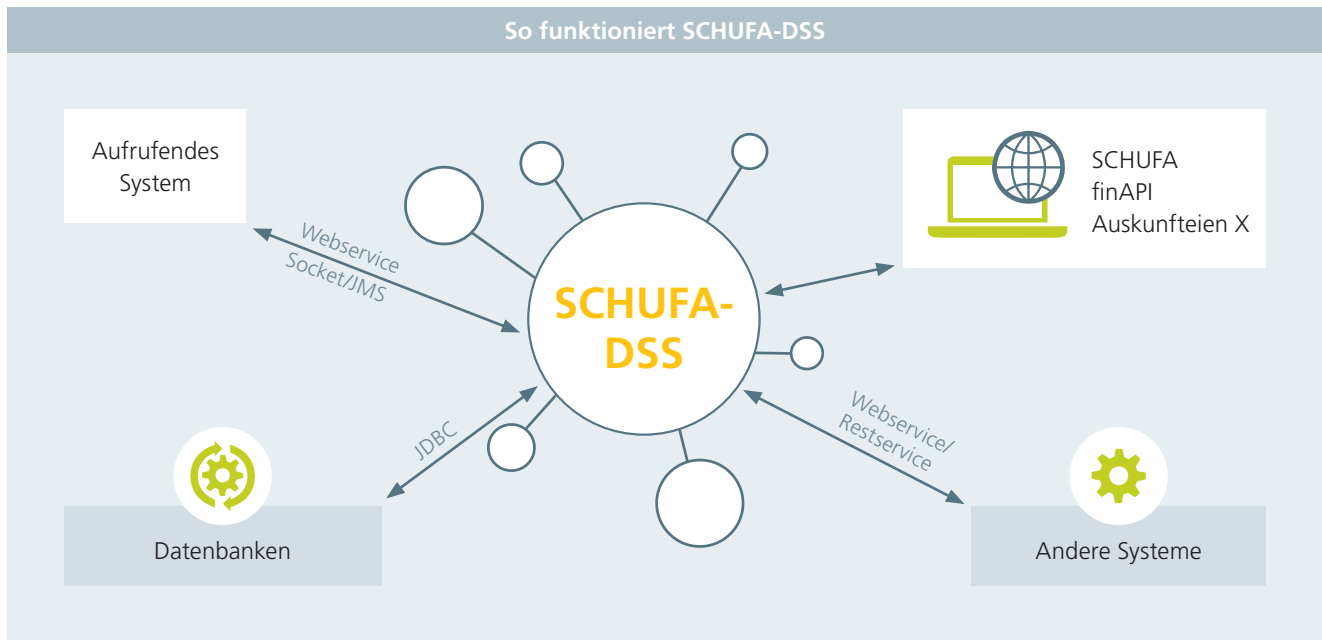 So funktioniert SCHUFA-DSS
Aufrufendes
System
SCHUFA
finAPI
Auskunfteien X
Webservice
Socket/JMS
SCHUFA-
DSS
JDBC
Webservice/
Restservice
Datenbanken
Andere Systeme